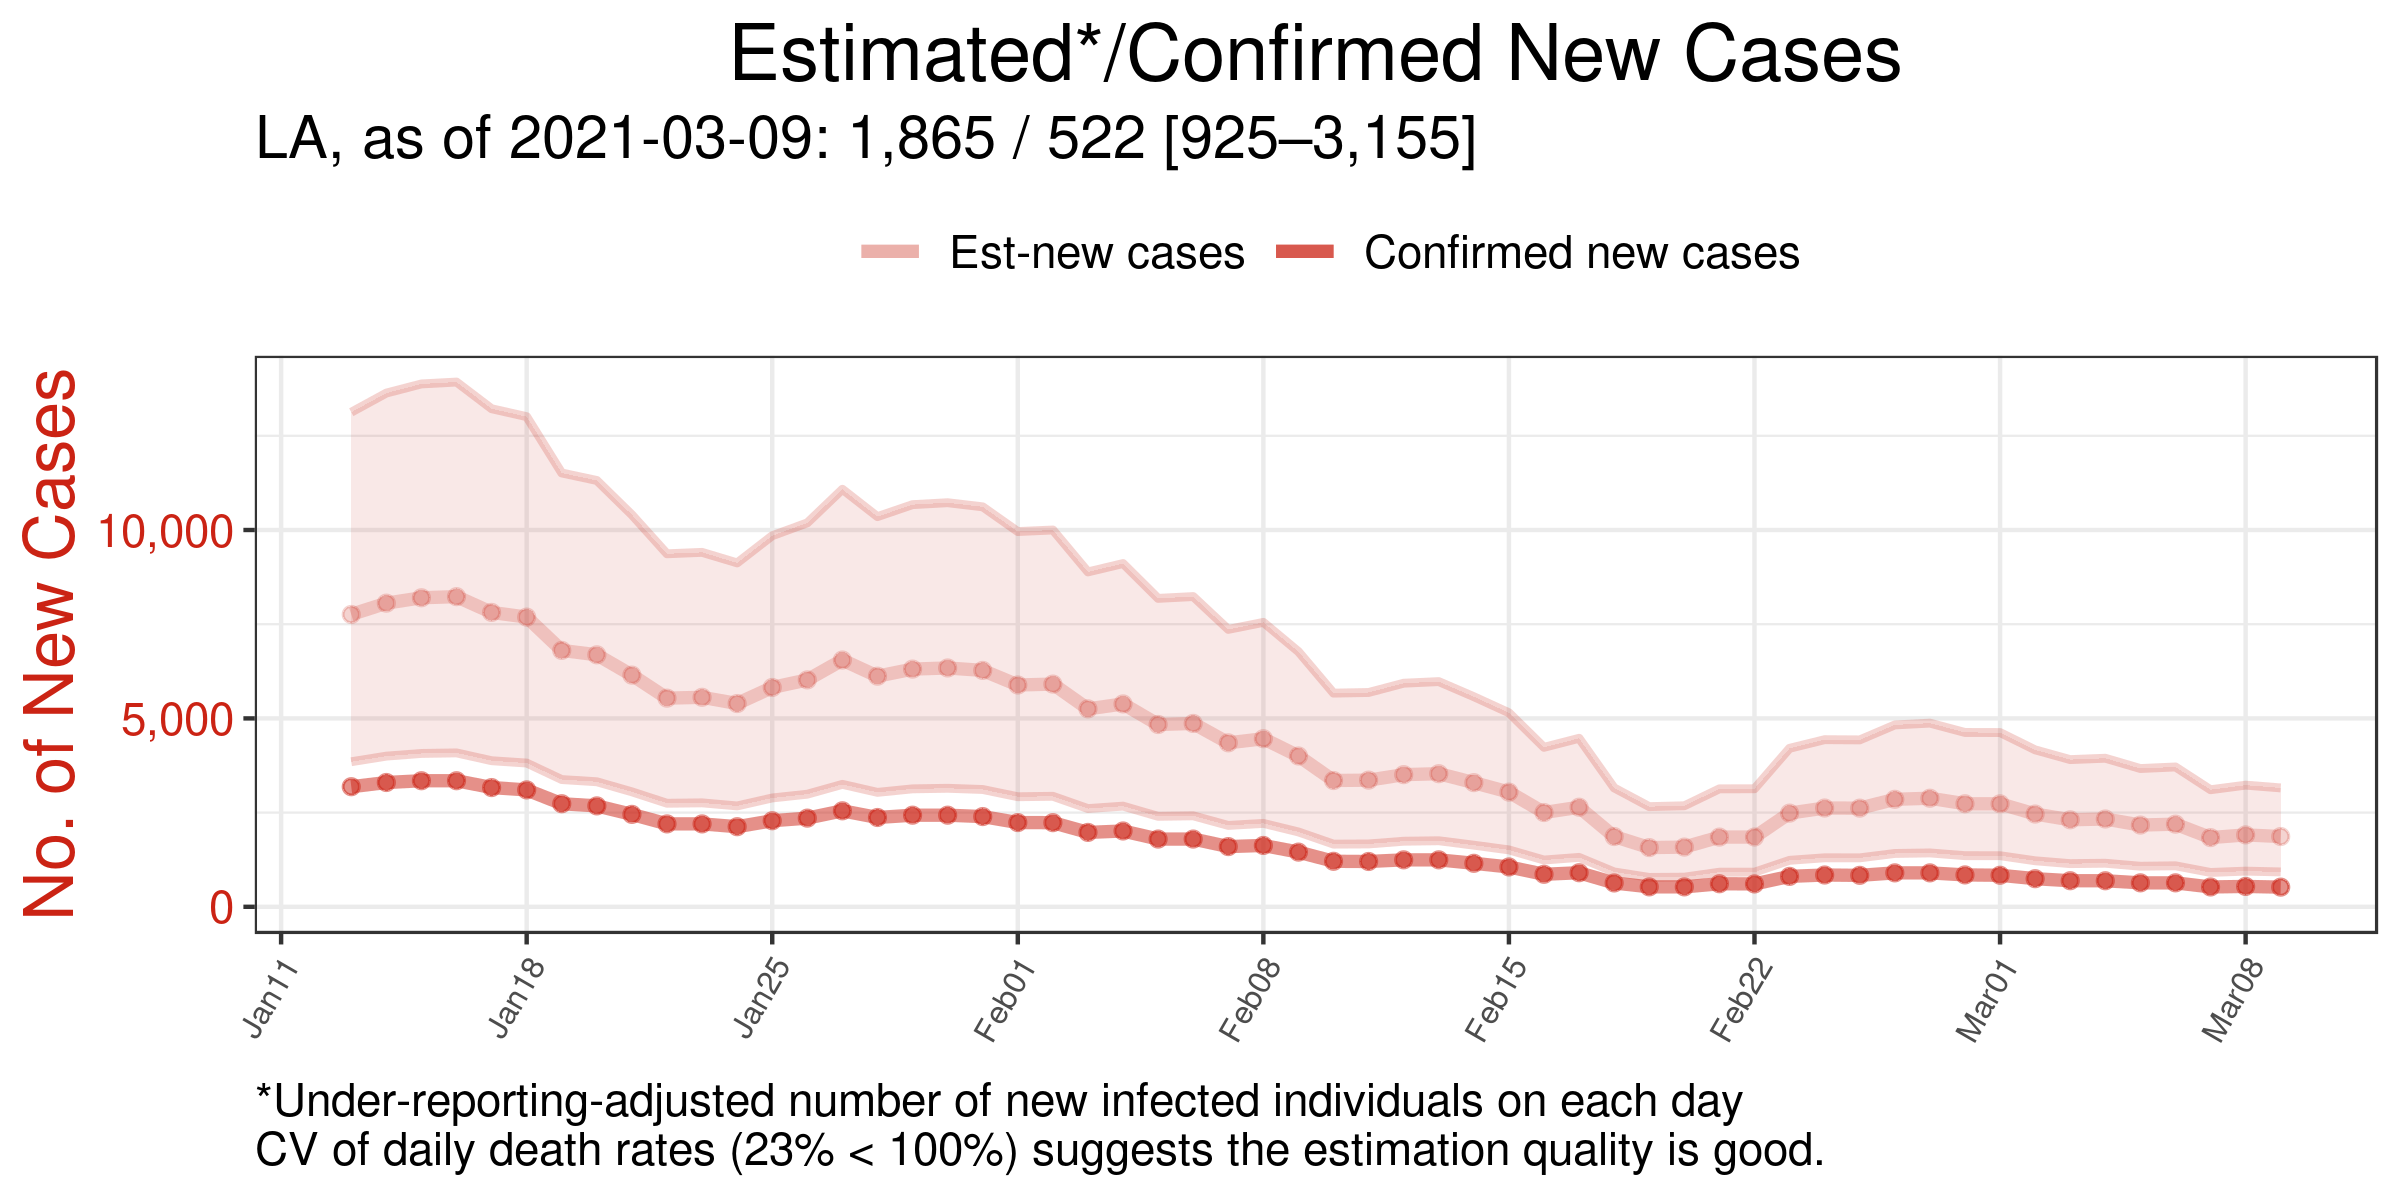 Estimated*/Confirmed New Cases
LA, as of 2021-03-09: 1,865 / 522 [925–3,155]
Est-new cases
Confirmed new cases
No. of New Cases
10,000
5,000
0
Jan11
Jan18
Jan25
Feb01
Feb08
Feb15
Feb22
Mar01
Mar08
*Under-reporting-adjusted number of new infected individuals on each day
CV of daily death rates (23% < 100%) suggests the estimation quality is good.